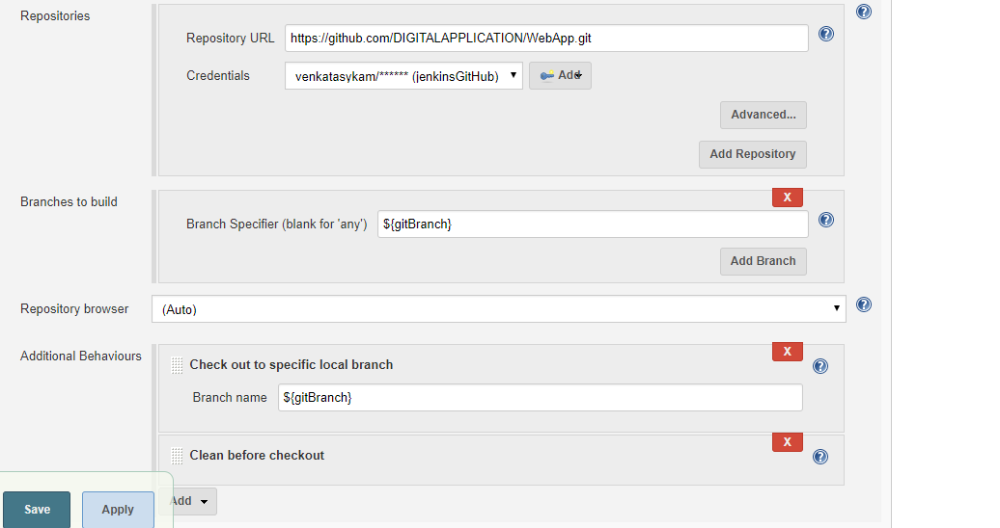 Repositories
Repository URL https://github.com/DIGITALAPPLICATION/WebApp.git
Credentials venkatasykam/****** (jenkinsGitHub) Add
Advanced...
Add Repository
Branches to build
X
Branch Specifier (blank for 'any') ${gitBranch}
Add Branch
Repository browser (Auto)
Additional Behaviours
X
Check out to specific local branch
Branch name ${gitBranch}
X
Clean before checkout
Save Apply Add